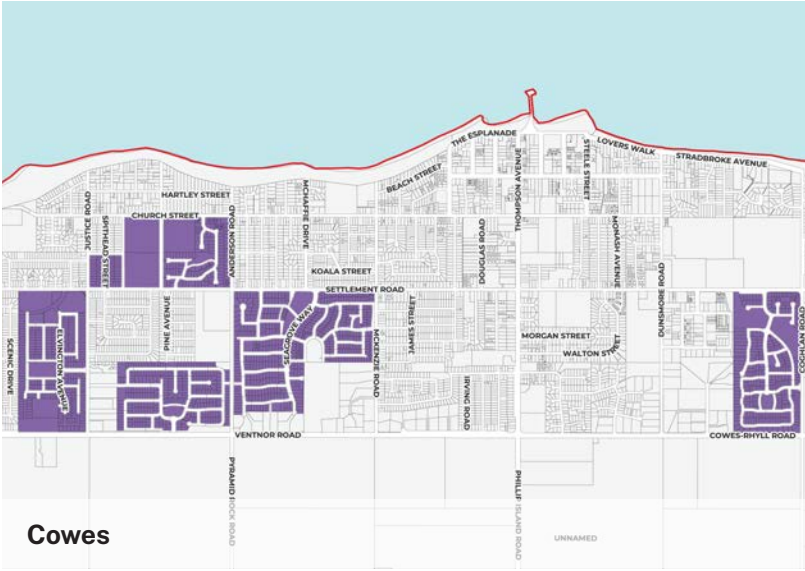 THE ESPLANADE
LOVERS WALK
STRADBROKE AVENUE
STEELE STREET
THOMPSON AVENUE
BEACH STREET
HARTLEY STREET
MCHAFFIE DRIVE
JUSTICE ROAD
SPITHEAD STREET
CHURCH STREET
ANDERSON ROAD
DOUGLAS ROAD
MONASH AVENUE
KOALA STREET
DUNSMORE ROAD
SETTLEMENT ROAD
SCENIC DRIVE
ELVINGTON AVENUE
PINE AVENUE
SEAGROVE WAY
MCKENZIE ROAD
JAMES STREET
MORGAN STREET
WALTON STREET
COGHLAN ROAD
IRVING ROAD
VENTNOR ROAD
COWES-RHYLL ROAD
PYRAMID ROCK ROAD
PHILLIP ISLAND ROAD
UNNAMED
Cowes